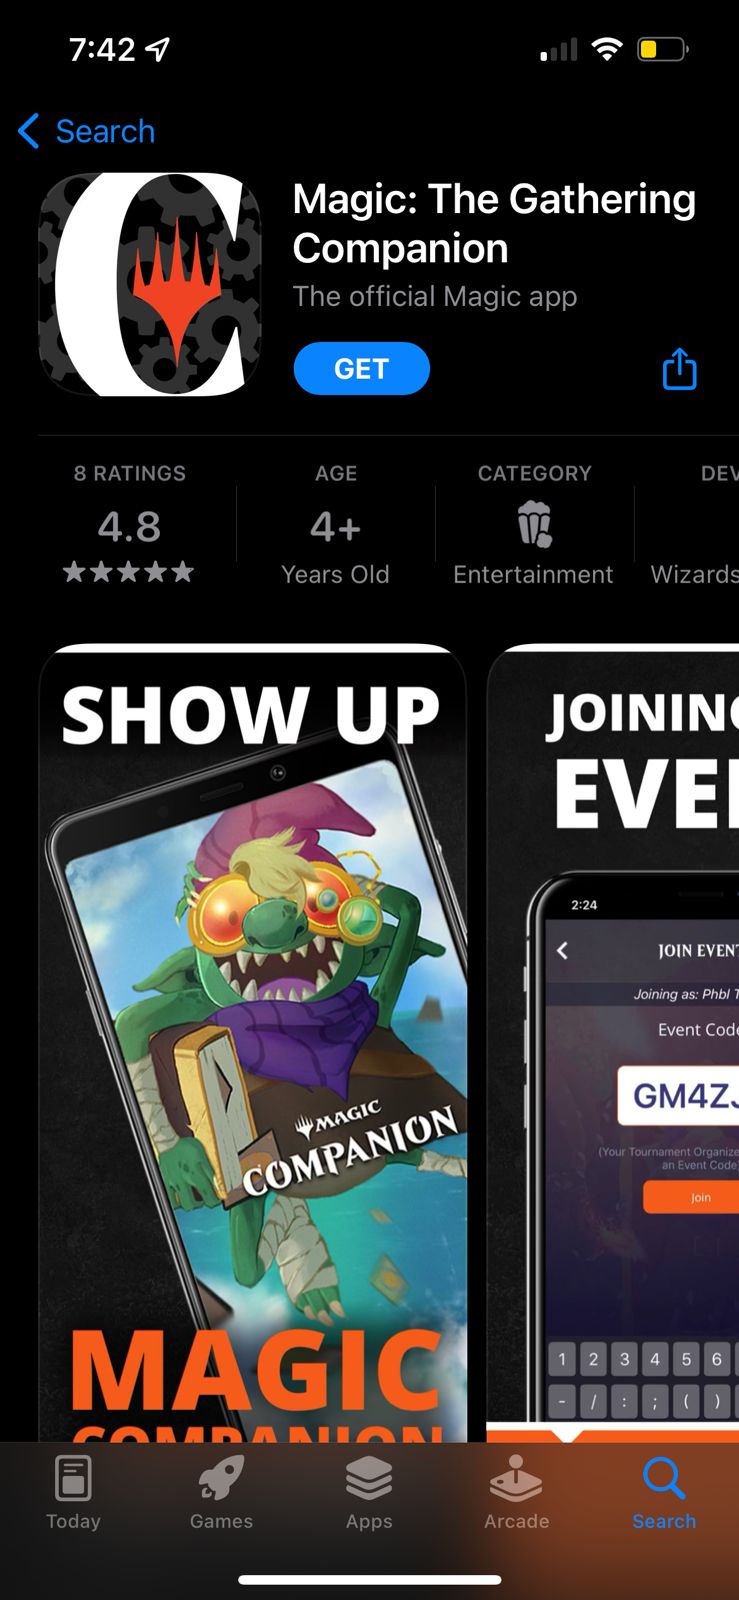 7:42
Search
Magic: The Gathering
Companion
The official Magic app
GET
8 RATINGS
4.8
AGE
4+
Years Old
CATEGORY
Entertainment
DEV
Wizards
SHOW UP
MAGIC
COMPANION
MAGIC
COMPANION
JOINING
EVE
2:24
JOIN EVENT
Joining as: Phbl T
Event Code
GM4ZJ
(Your Tournament Organize
an Event Code
Join
1 2 3 4 5 6
- / : ; ( )
Today
Games
Apps
Arcade
Search